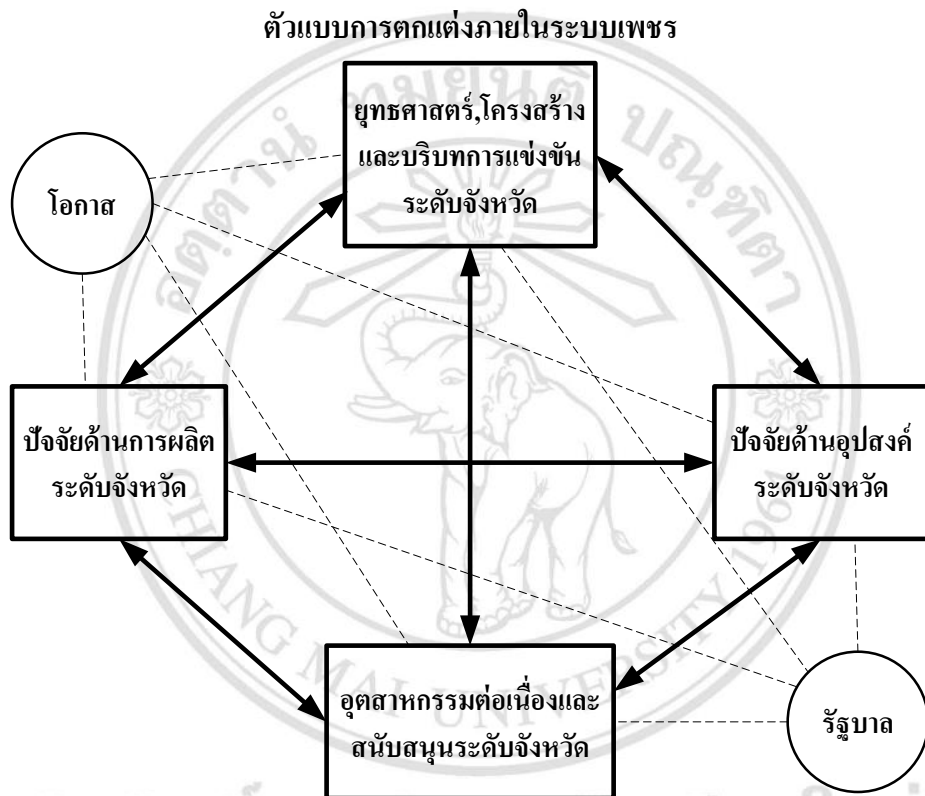 ตัวแบบการตกแต่งภายในระบบเพชร
ยุทธศาสตร์,โครงสร้าง
และบริบทการแข่งขัน
ระดับจังหวัด
โอกาส
ปัจจัยด้านการผลิต
ระดับจังหวัด
ปัจจัยด้านอุปสงค์
ระดับจังหวัด
อุตสาหกรรมต่อเนื่องและ
สนับสนุนระดับจังหวัด
รัฐบาล
CHIANG MAI UNIVERSITY 1964